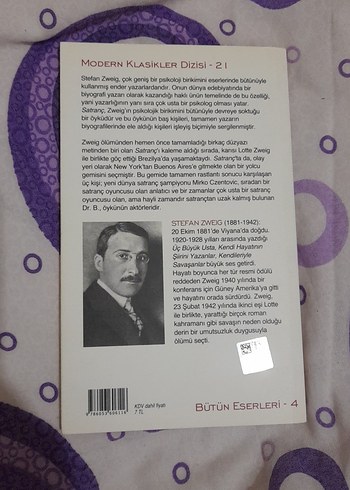 MODERN KLASİKLER DİZİSİ - 21
Stefan Zweig, çok geniş bir psikoloji birikimini eserlerinde bütünüyle
kullanmış ender yazarlardandır. Onun dünya edebiyatında bir
biyografi yazarı olarak kazandığı haklı ünün temelinde de bu özelliği,
yani yazarlığının yanı sıra çok usta bir psikolog olması yatar.
Satranç, Zweig'ın psikolojik birikimini bütünüyle devreye soktuğu
bir öyküdür ve bu öykünün baş kişileri, tamamen yazarın
biyografilerinde ele aldığı kişileri işleyiş biçimiyle sergilenmiştir.
Zweig ölümünden hemen önce tamamladığı birkaç düzyazı
metinden biri olan Satranç'ı kaleme aldığı sırada, karısı Lotte Zweig
ile birlikte göç ettiği Brezilya'da yaşamaktaydı. Satranç'ta da, olay
yeri olarak New York'tan Buenos Aires'e gitmekte olan bir yolcu
gemisini seçmiştir. Bu gemide tamamen rastlantı sonucu karşılaşan
üç kişi; yeni dünya satranç şampiyonu Mirko Czentovic, sıradan bir
satranç oyuncusu olan anlatıcı ve bir zamanlar çok usta bir satranç
oyuncusu olan, ama hayli zamandır satrançtan uzak kalmış bulunan
Dr. B., öykünün aktörleridir.
STEFAN ZWEIG (1881-1942):
20 Ekim 1881'de Viyana'da doğdu.
1920-1928 yılları arasında yazdığı
Üç Büyük Usta, Kendi Hayatının
Şiirini Yazanlar, Kendileriyle
Savaşanlar büyük ses getirdi.
Hayatı boyunca her tür resmi ödülü
reddeden Zweig 1940 yılında bir
konferans için Güney Amerika'ya gitti
ve hayatını orada sürdürdü. Zweig,
23 Şubat 1942 yılında ikinci eşi Lotte
ile birlikte, yarattığı birçok roman
kahramanı gibi savaşın neden olduğu
derin bir umutsuzluk duygusuyla
ölümü seçti.
KDV dahil fiyatı
7 TL
BÜTÜN ESERLERİ - 4